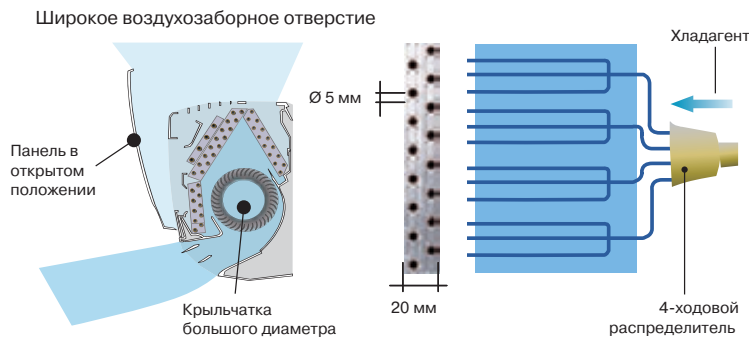 Широкое воздухозаборное отверстие
Хладагент
Ø 5 мм
Панель в
открытом
положении
Крыльчатка
большого диаметра
20 мм
4-ходовой
распределитель